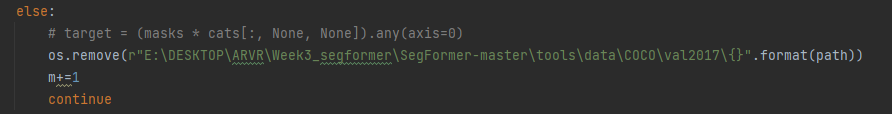 else:
# target = (masks * cats[:, None, None]).any(axis=0)
os.remove(r"E:\DESKTOP\ARVR\Week3_segformer\SegFormer-master\tools\data\COCO\val2017\{}".format(path))
m+=1
continue